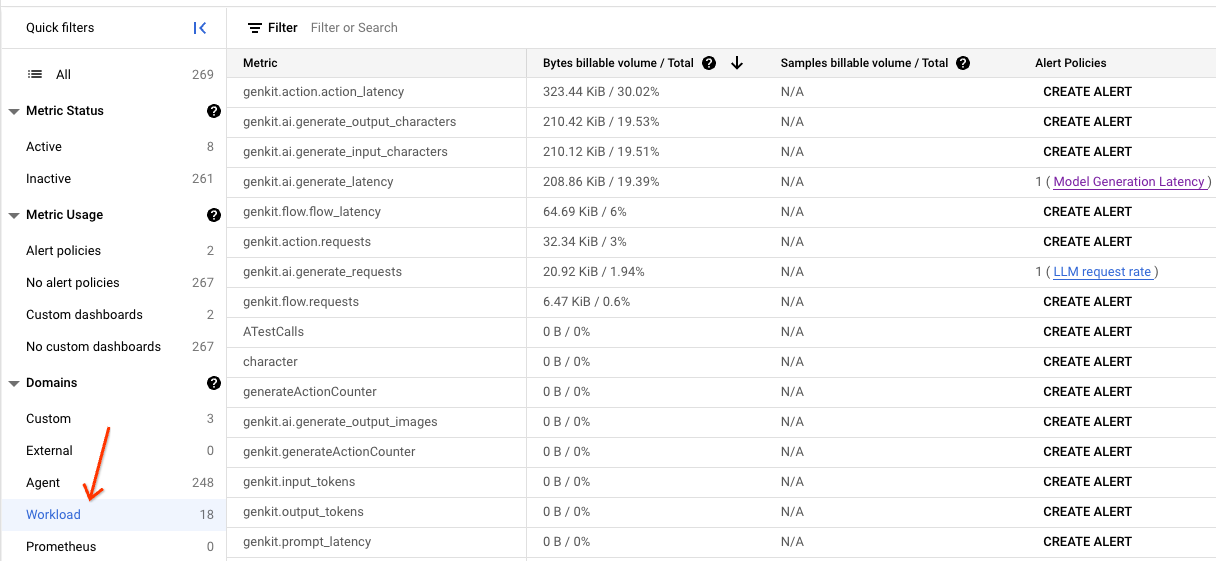 Quick filters
Filter Filter or Search
All 269
Metric Status
Active 8
Inactive 261
Metric Usage
Alert policies 2
No alert policies 267
Custom dashboards 2
No custom dashboards 267
Domains
Custom 3
External 0
Agent 248
Workload 18
Prometheus 0
Metric Bytes billable volume / Total Samples billable volume / Total Alert Policies
genkit.action.action_latency 323.44 KiB / 30.02% N/A CREATE ALERT
genkit.ai.generate_output_characters 210.42 KiB / 19.53% N/A CREATE ALERT
genkit.ai.generate_input_characters 210.12 KiB / 19.51% N/A CREATE ALERT
genkit.ai.generate_latency 208.86 KiB / 19.39% N/A 1 ( Model Generation Latency )
genkit.flow.flow_latency 64.69 KiB / 6% N/A CREATE ALERT
genkit.action.requests 32.34 KiB / 3% N/A CREATE ALERT
genkit.ai.generate_requests 20.92 KiB / 1.94% N/A 1 ( LLM request rate )
genkit.flow.requests 6.47 KiB / 0.6% N/A CREATE ALERT
ATestCalls 0 B / 0% N/A CREATE ALERT
character 0 B / 0% N/A CREATE ALERT
generateActionCounter 0 B / 0% N/A CREATE ALERT
genkit.ai.generate_output_images 0 B / 0% N/A CREATE ALERT
genkit.generateActionCounter 0 B / 0% N/A CREATE ALERT
genkit.input_tokens 0 B / 0% N/A CREATE ALERT
genkit.output_tokens 0 B / 0% N/A CREATE ALERT
genkit.prompt_latency 0 B / 0% N/A CREATE ALERT